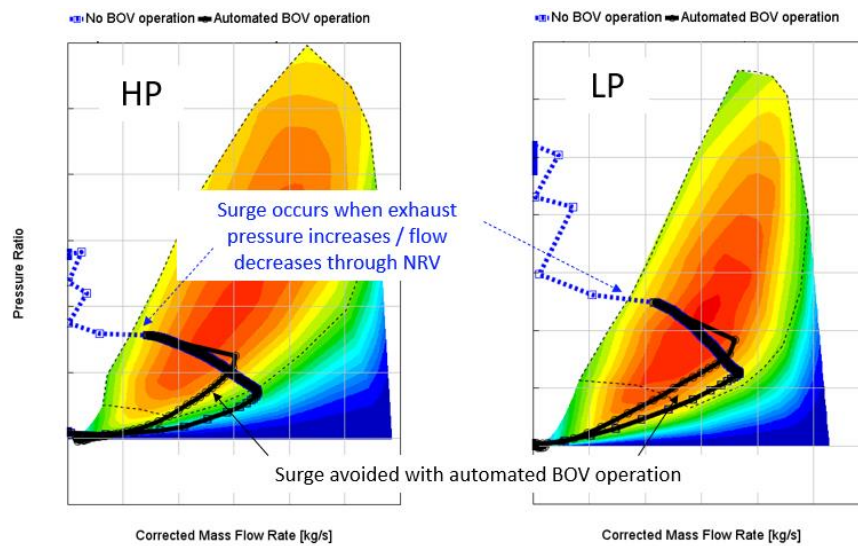 No BOV operation Automated BOV operation
No BOV operation Automated BOV operation
HP
LP
Surge occurs when exhaust
pressure increases / flow
decreases through NRV
Pressure Ratio
Surge avoided with automated BOV operation
Corrected Mass Flow Rate [kg/s]
Corrected Mass Flow Rate [kg/s]